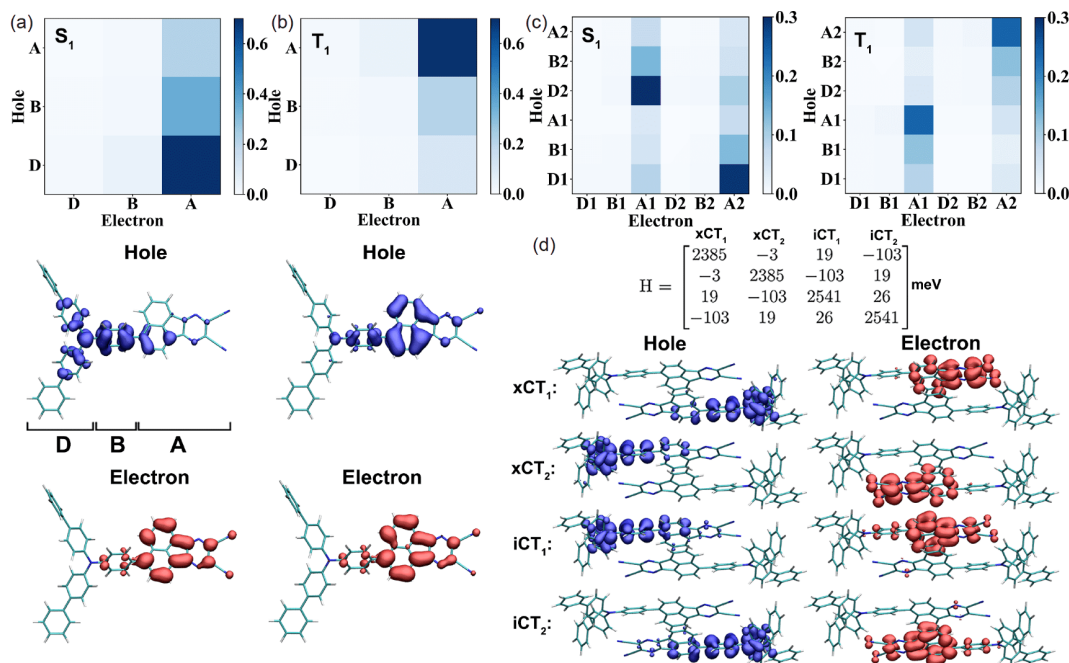 (a)
S1
A
B
D
Hole
D B A
Electron
0.6
0.4
0.2
0.0
(b)
T1
A
B
D
Hole
D B A
Electron
0.6
0.4
0.2
0.0
(c)
S1
A2
B2
D2
A1
B1
D1
Hole
D1 B1 A1 D2 B2 A2
Electron
0.3
0.2
0.1
0.0
T1
A2
B2
D2
A1
B1
D1
Hole
D1 B1 A1 D2 B2 A2
Electron
0.3
0.2
0.1
0.0
Hole
Hole
D B A
Electron
Electron
(d)
xCT1 xCT2 iCT1 iCT2
2385 −3 19 −103
−3 2385 −103 19
H = meV
19 −103 2541 26
−103 19 26 2541
Hole Electron
xCT1:
xCT2:
iCT1:
iCT2: